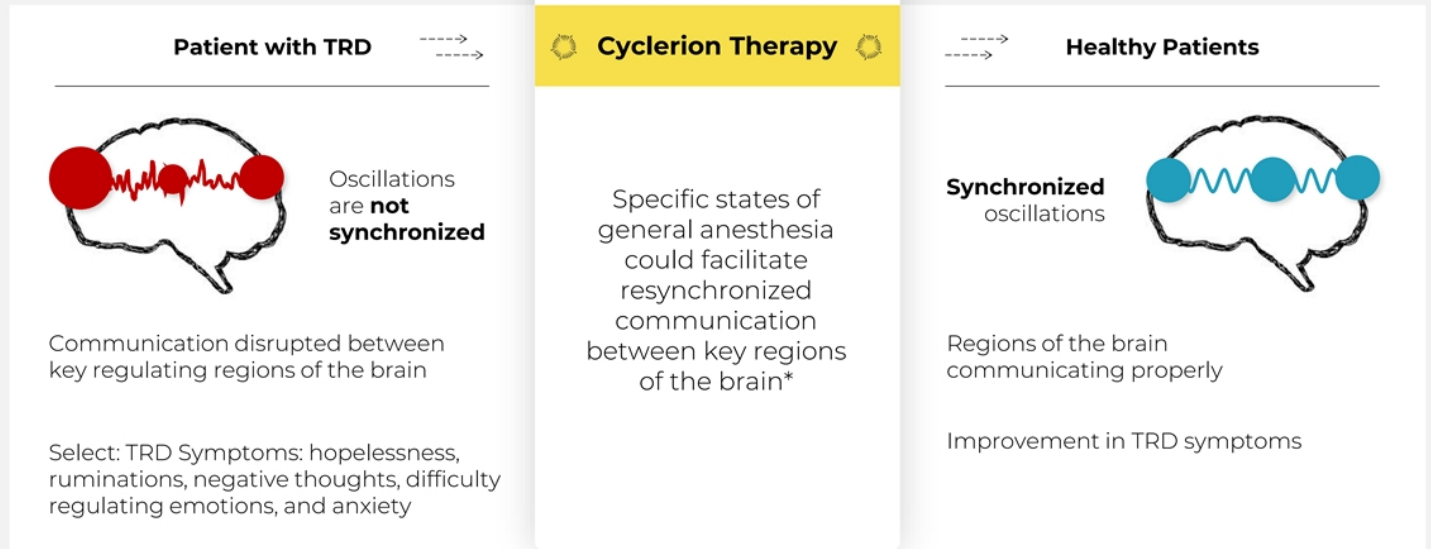 Patient with TRD
Oscillations
are not
synchronized
Communication disrupted between
key regulating regions of the brain
Select: TRD Symptoms: hopelessness,
ruminations, negative thoughts, difficulty
regulating emotions, and anxiety
Cyclerion Therapy
Specific states of
general anesthesia
could facilitate
resynchronized
communication
between key regions
of the brain*
Healthy Patients
Synchronized
oscillations
Regions of the brain
communicating properly
Improvement in TRD symptoms